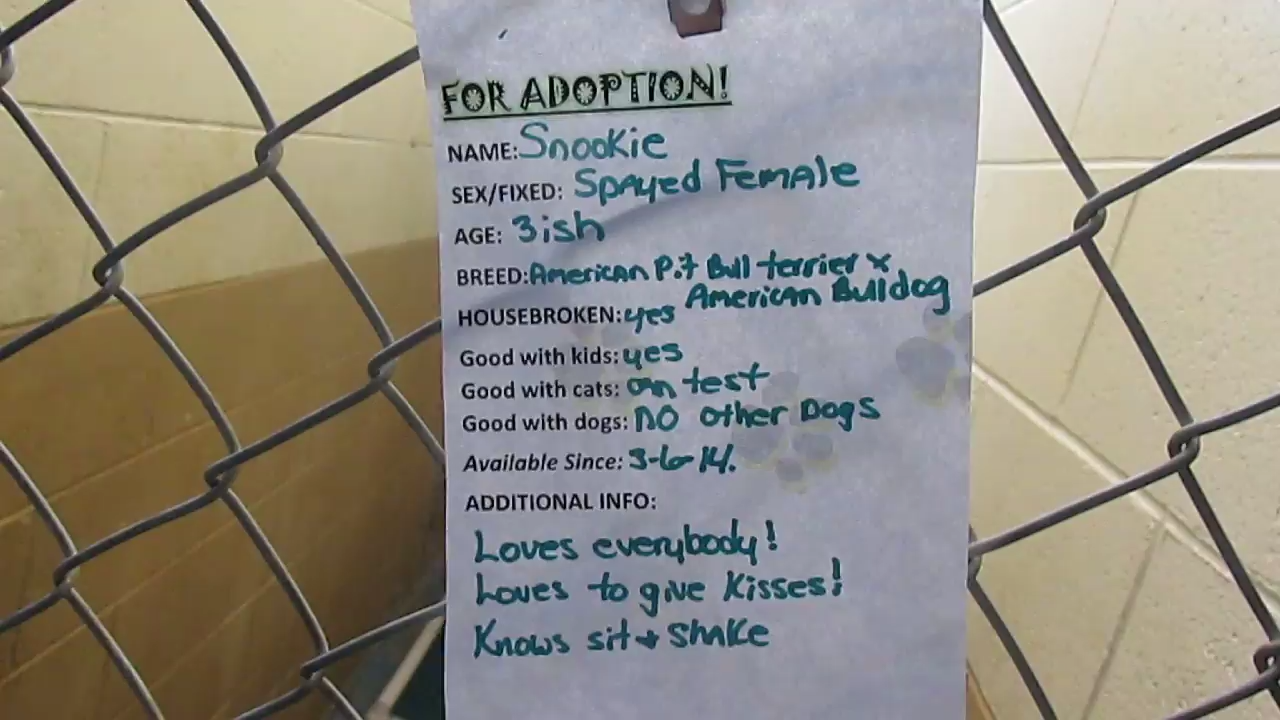 FOR ADOPTION!
NAME: Snookie
SEX/FIXED: Spayed Female
AGE: 3ish
BREED: American Pit Bull terrier x
American Bulldog
HOUSEBROKEN: yes
Good with kids: yes
Good with cats: can test
Good with dogs: NO other Dogs
Available Since: 3-6-14.
ADDITIONAL INFO:
Loves everybody!
Loves to give Kisses!
Knows sit + Shake